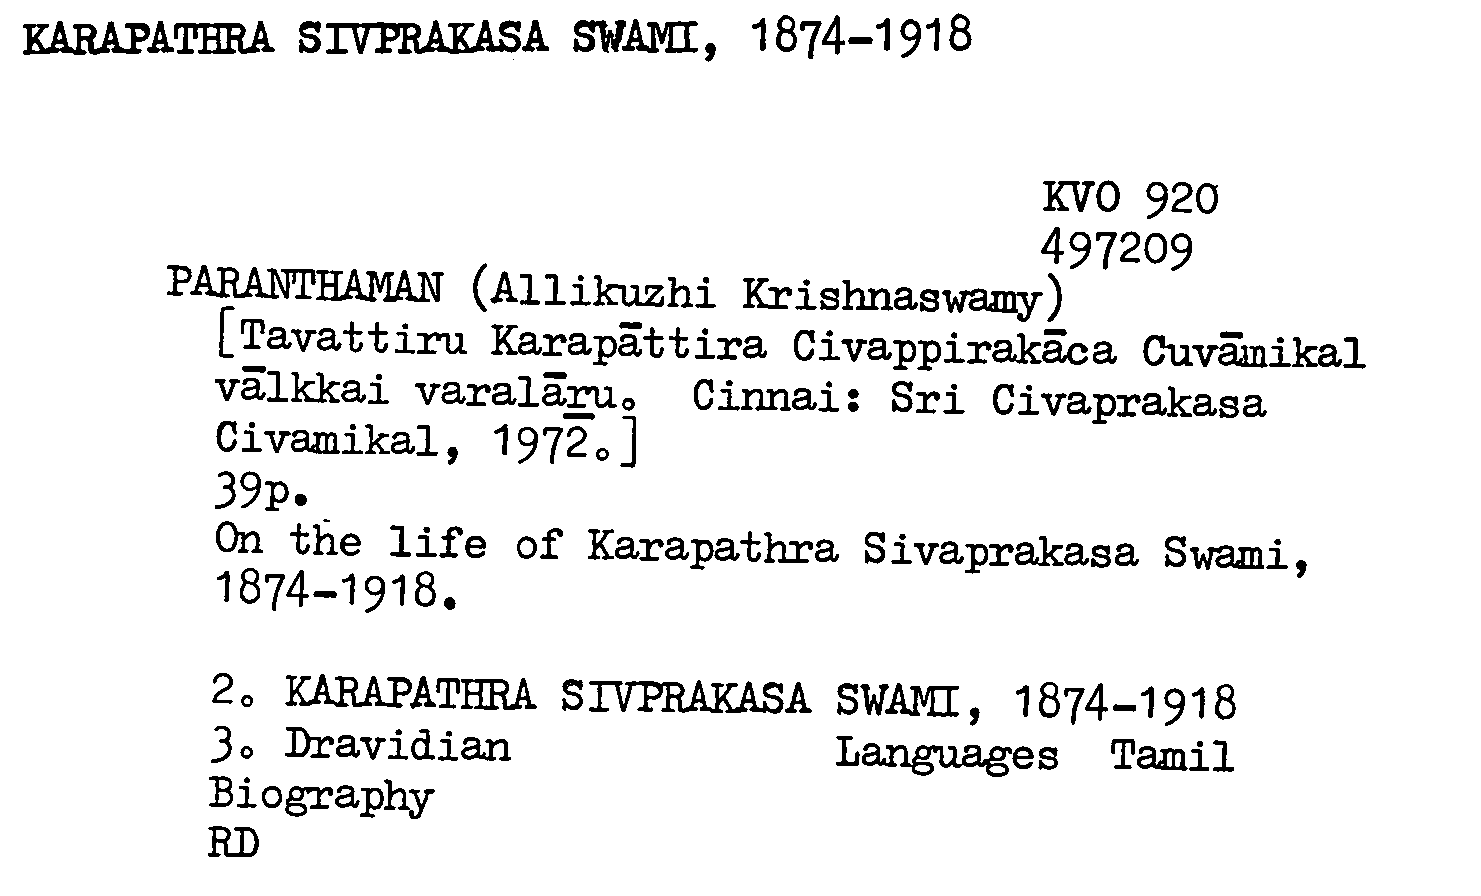 KARAPATHRA SIVPRAKASA SWAMI, 1874-1918
KVO 920
497209
PARANTHAMAN (Allikuzhi Krishnaswamy)
[Tavattiru Karapāttira Civappirakāca Cuvāmikal
vālkkai varalāṟu. Cinnai: Sri Civaprakasa
Civamikal, 1972.]
39p.
On the life of Karapathra Sivaprakasa Swami,
1874-1918.
2. KARAPATHRA SIVPRAKASA SWAMI, 1874-1918
3. Dravidian Languages Tamil
Biography
RD